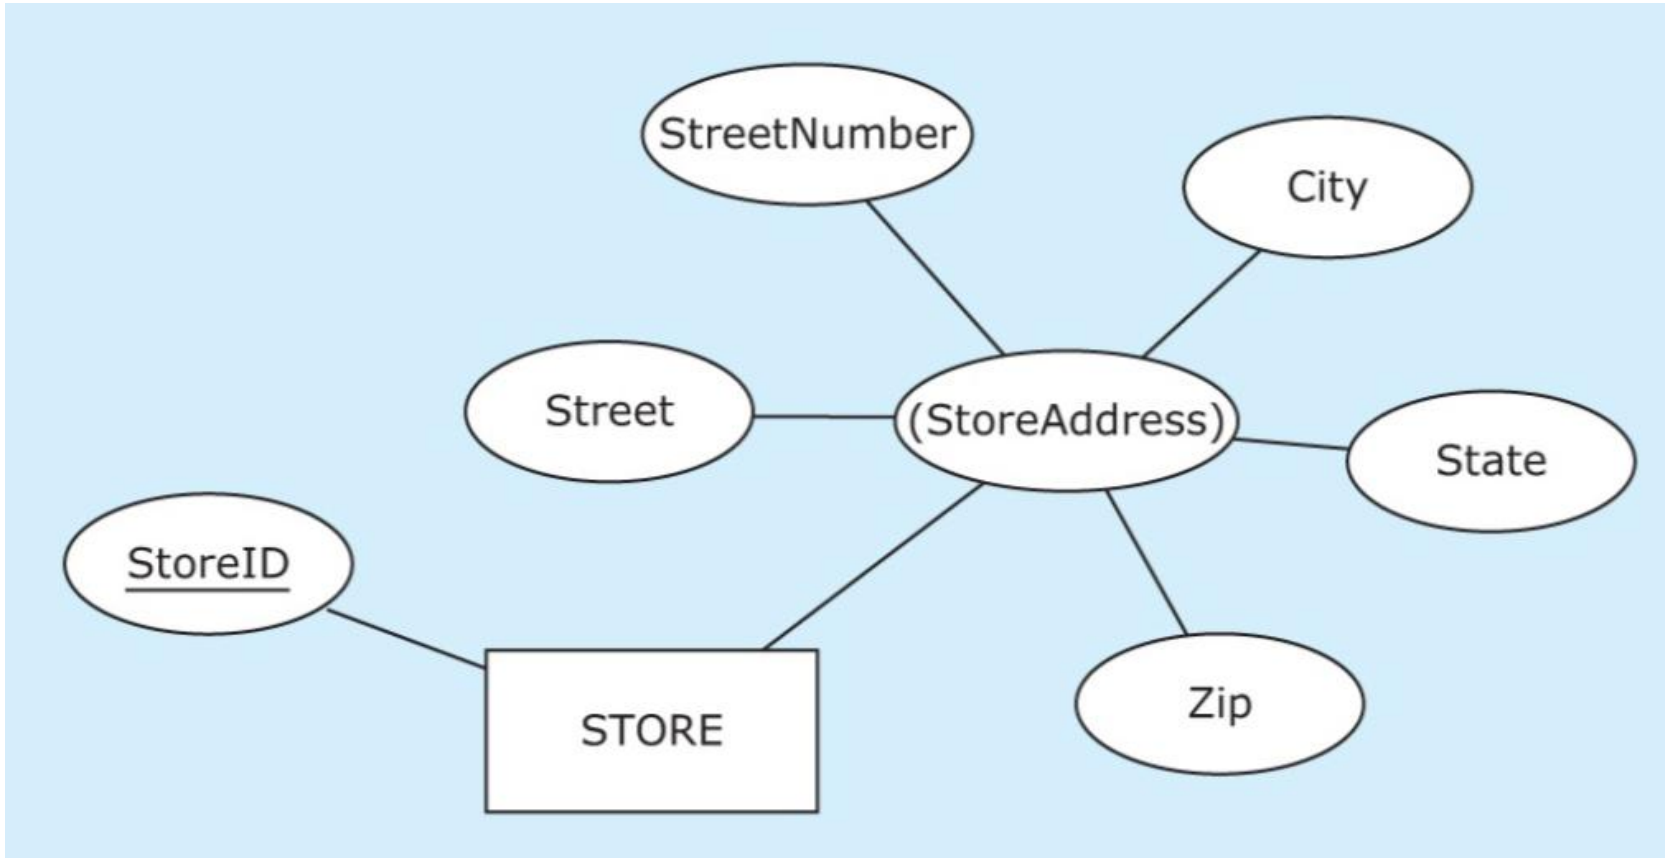 StreetNumber
City
Street
(StoreAddress)
State
StoreID
STORE
Zip